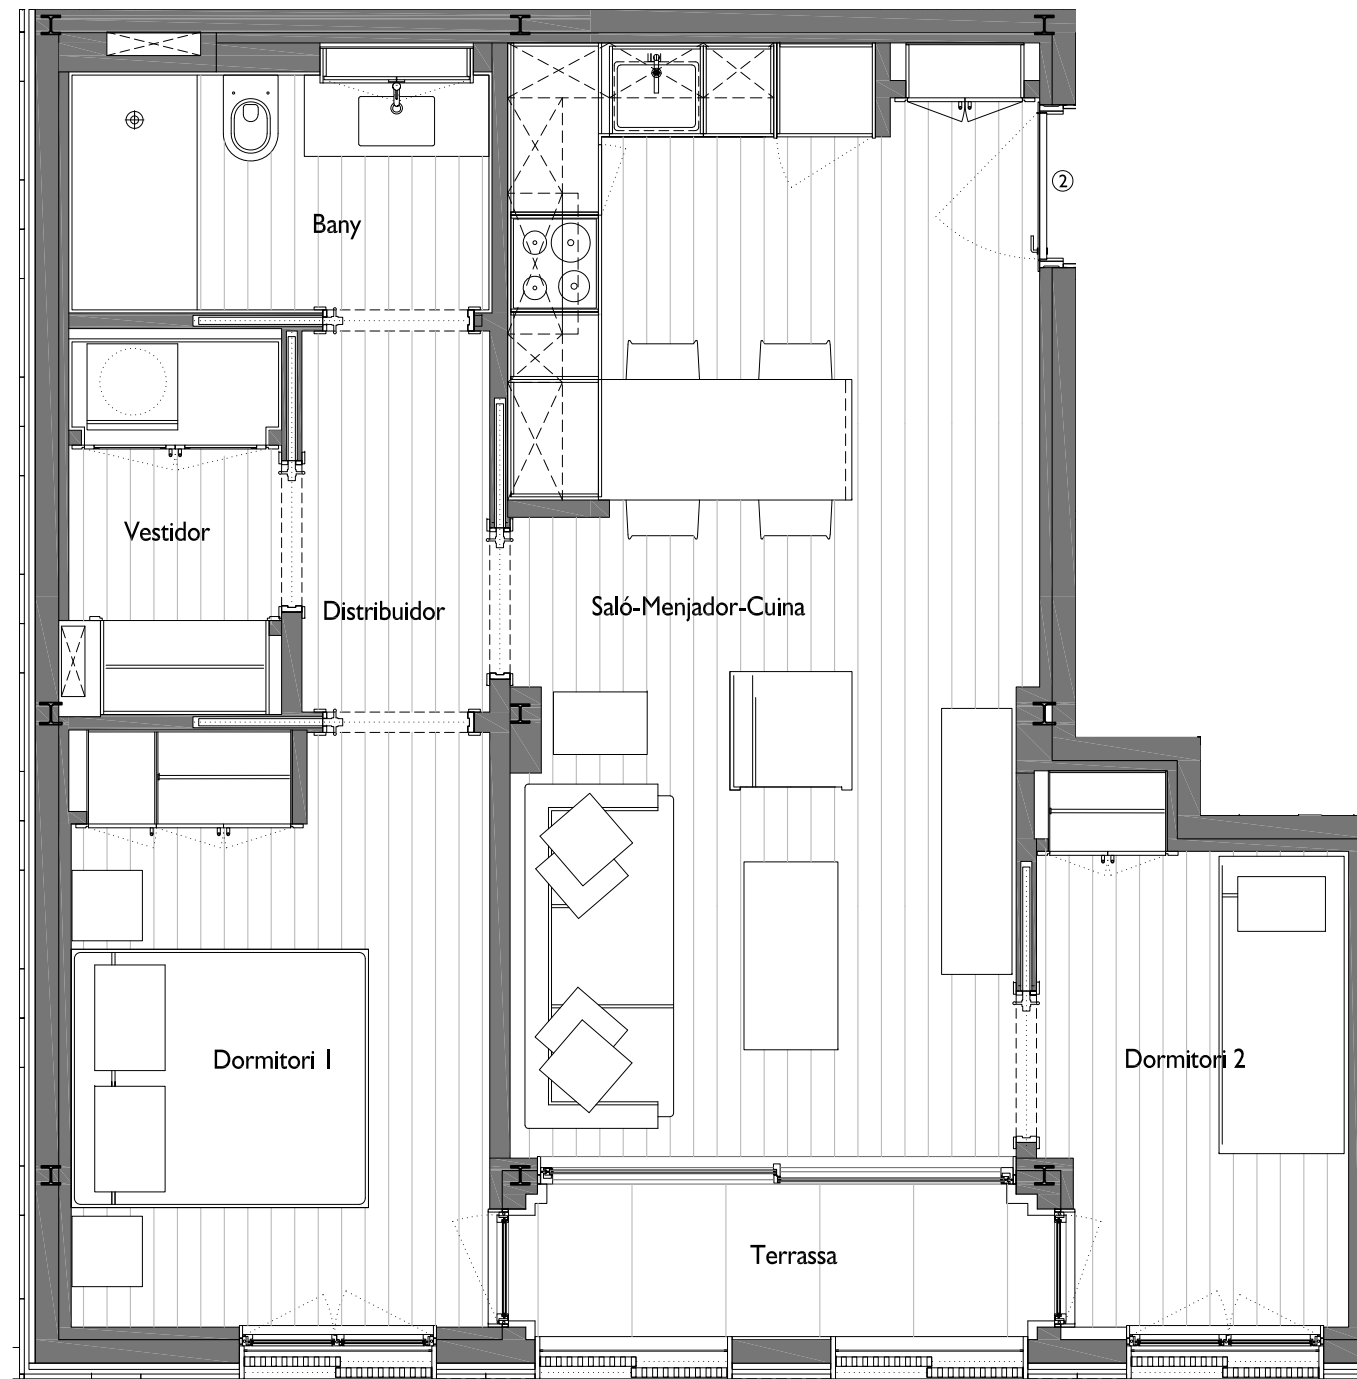 2
Bany
Vestidor
Distribuidor
Saló-Menjador-Cuina
Dormitori 1
Dormitori 2
Terrassa